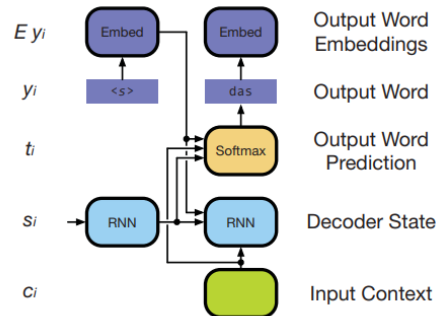 E yi Embed Embed Output Word
Embeddings
yi <s> das Output Word
ti Softmax Output Word
Prediction
si RNN RNN Decoder State
ci Input Context